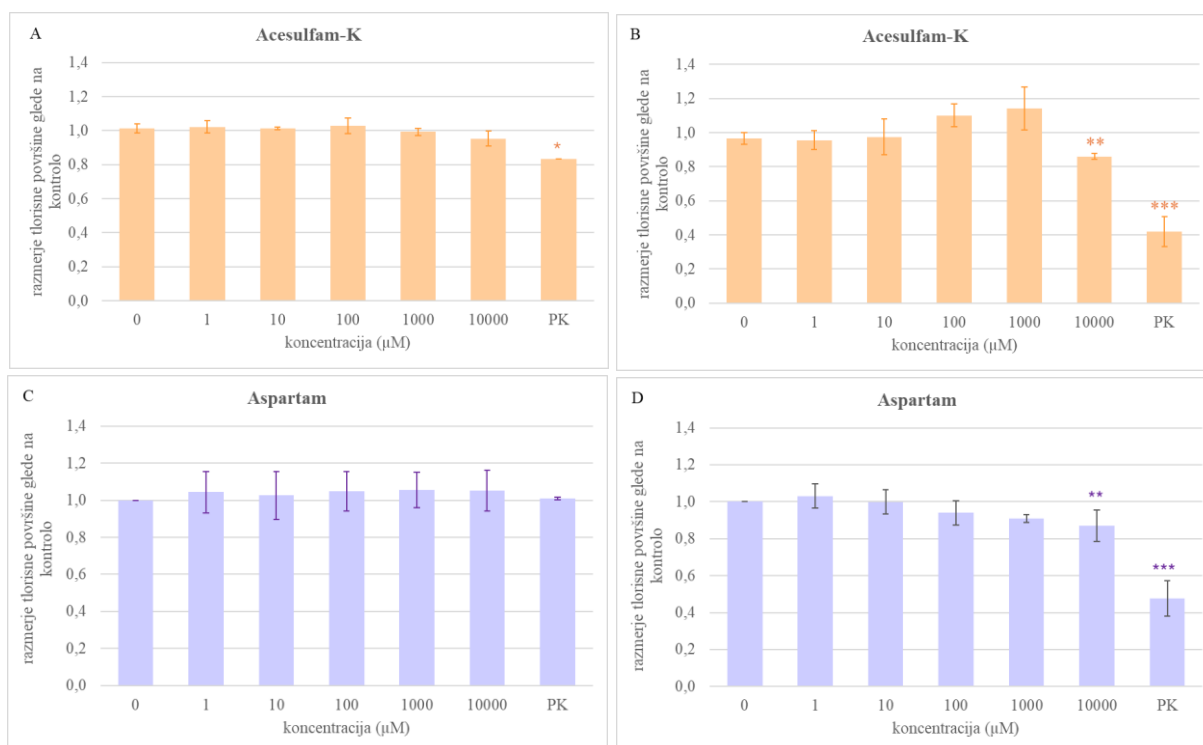 A
Acesulfam-K
razmerje tlorisne površine glede na
kontrolo
1,4
1,2
1,0
0,8
0,6
0,4
0,2
0,0
*
0 1 10 100 1000 10000 PK
koncentracija (µM)
B
Acesulfam-K
razmerje tlorisne površine glede na
kontrolo
1,4
1,2
1,0
0,8
0,6
0,4
0,2
0,0
**
***
0 1 10 100 1000 10000 PK
koncentracija (µM)
C
Aspartam
razmerje tlorisne površine glede na
kontrolo
1,4
1,2
1,0
0,8
0,6
0,4
0,2
0,0
0 1 10 100 1000 10000 PK
koncentracija (µM)
D
Aspartam
razmerje tlorisne površine glede na
kontrolo
1,4
1,2
1,0
0,8
0,6
0,4
0,2
0,0
**
***
0 1 10 100 1000 10000 PK
koncentracija (µM)